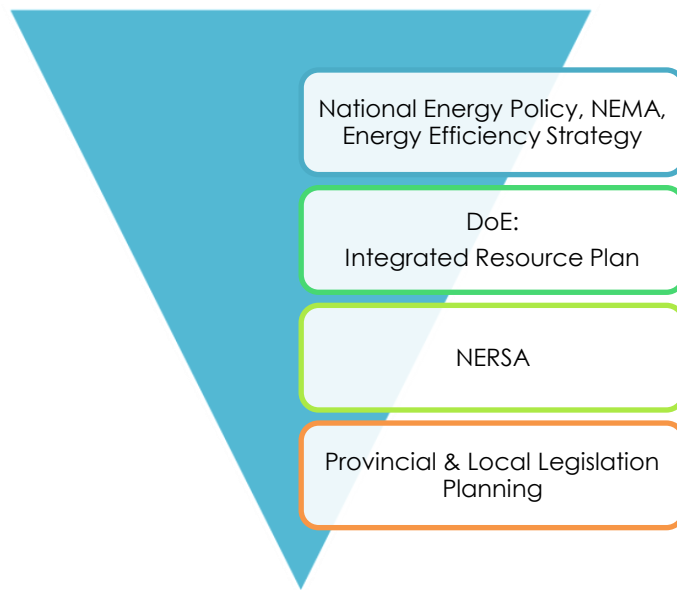 National Energy Policy, NEMA,
Energy Efficiency Strategy
DoE:
Integrated Resource Plan
NERSA
Provincial & Local Legislation
Planning